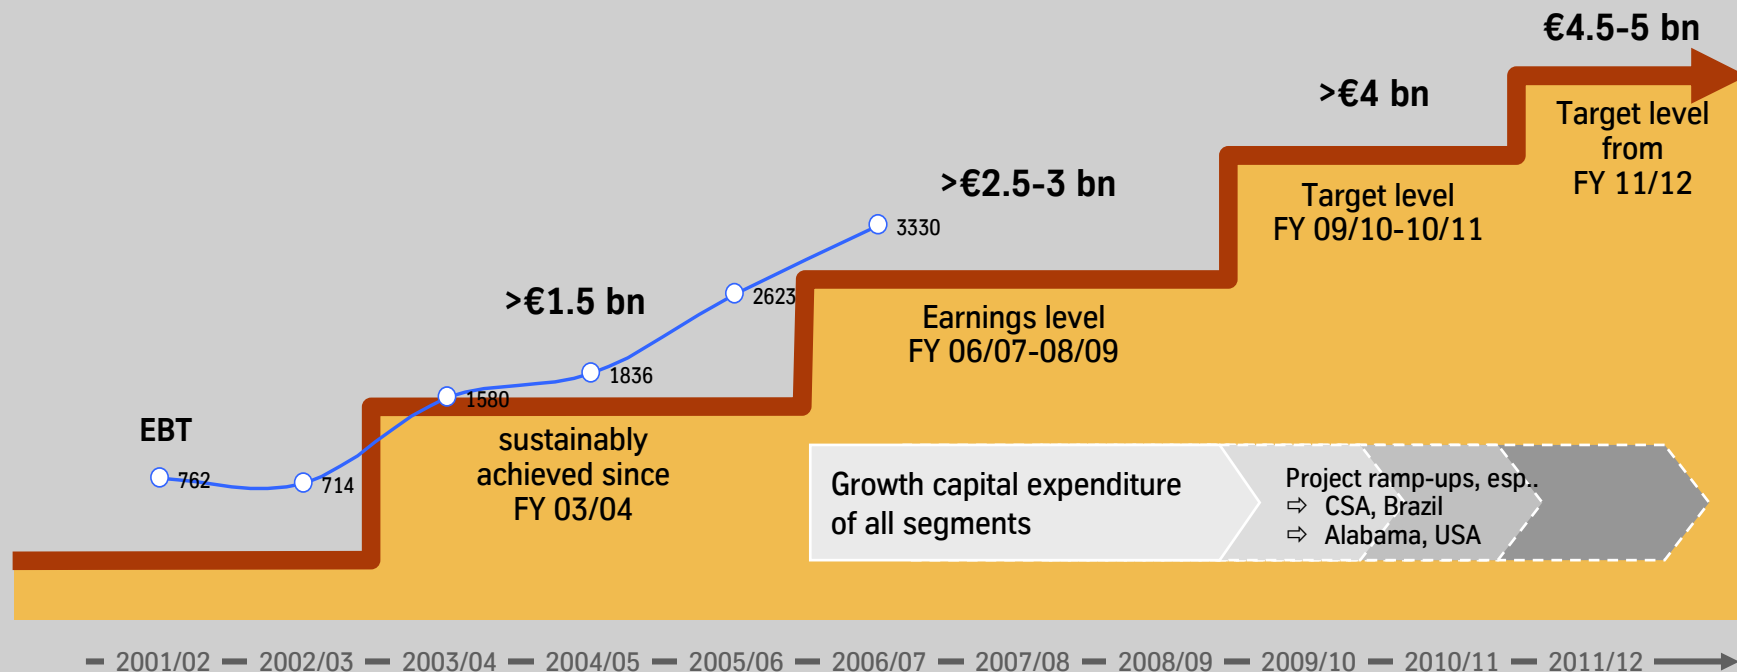 €4.5-5 bn
>€4 bn
Target level
from
FY 11/12
>€2.5-3 bn
Target level
FY 09/10-10/11
3330
>€1.5 bn
2623
Earnings level
FY 06/07-08/09
1836
1580
EBT
762
714
sustainably
achieved since
FY 03/04
Growth capital expenditure
of all segments
Project ramp-ups, esp..
⇨ CSA, Brazil
⇨ Alabama, USA
2001/02 2002/03 2003/04 2004/05 2005/06 2006/07 2007/08 2008/09 2009/10 2010/11 2011/12